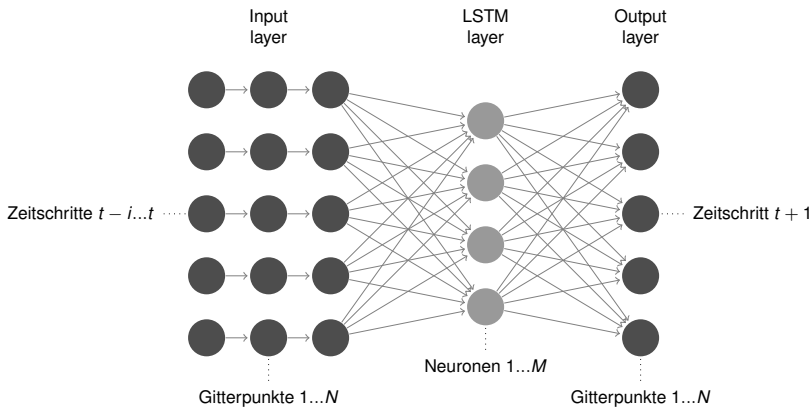 Input
layer
LSTM
layer
Output
layer
Zeitschritte t − i...t
Zeitschritt t + 1
Neuronen 1...M
Gitterpunkte 1...N
Gitterpunkte 1...N